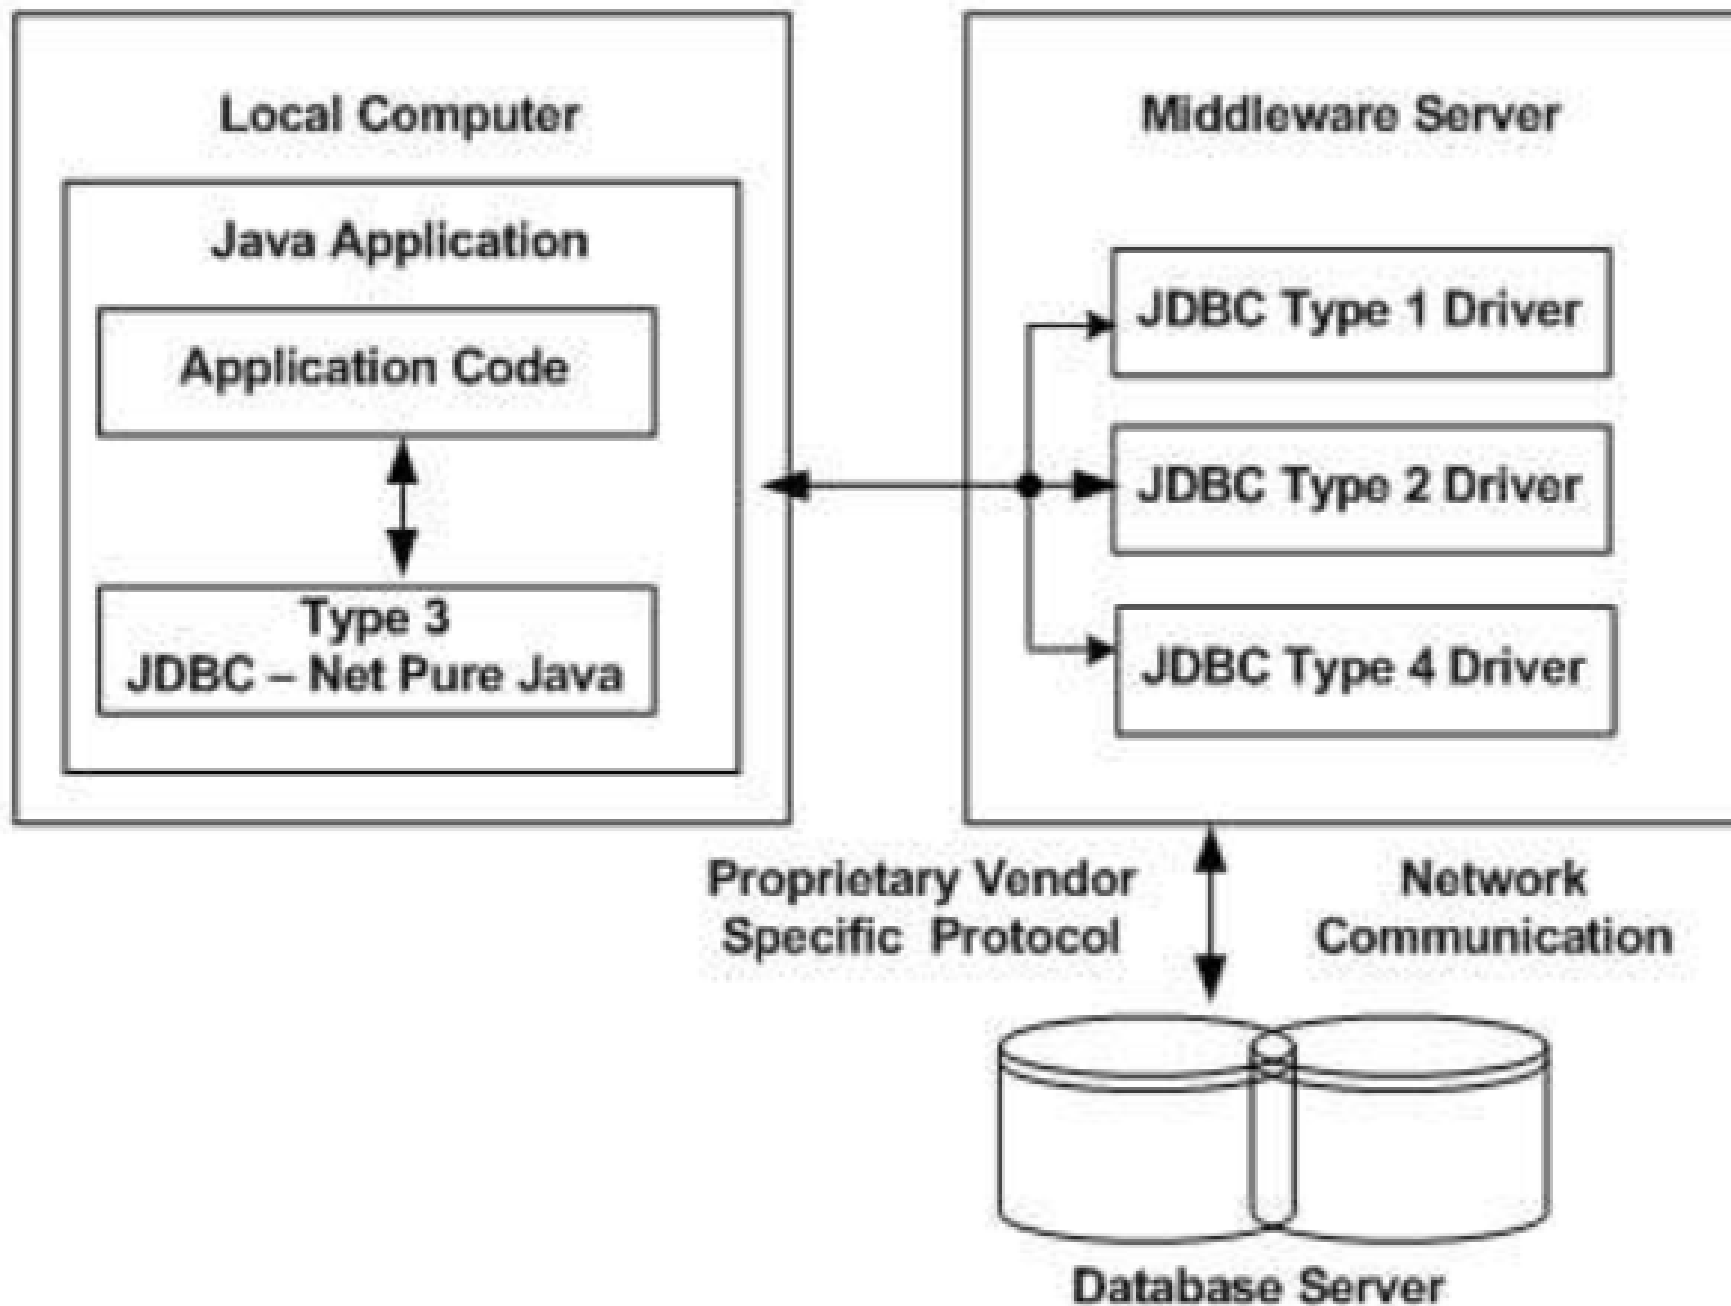 Local Computer
Java Application
Application Code
Type 3
JDBC – Net Pure Java
Middleware Server
JDBC Type 1 Driver
JDBC Type 2 Driver
JDBC Type 4 Driver
Proprietary Vendor
Specific Protocol
Network
Communication
Database Server